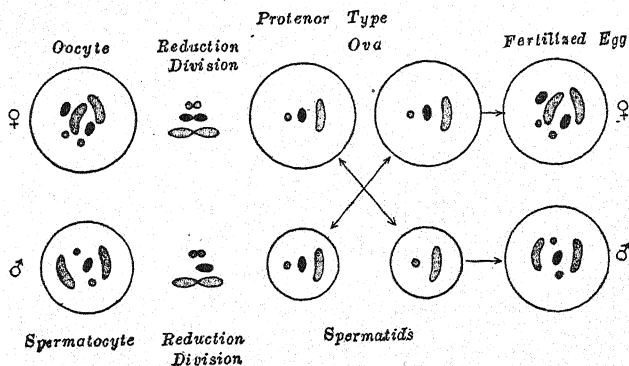 Protenor Type
Oocyte
Reduction
Division
Ova
Fertilized Egg
♀
♀
♂
♂
Spermatocyte
Reduction
Division
Spermatids